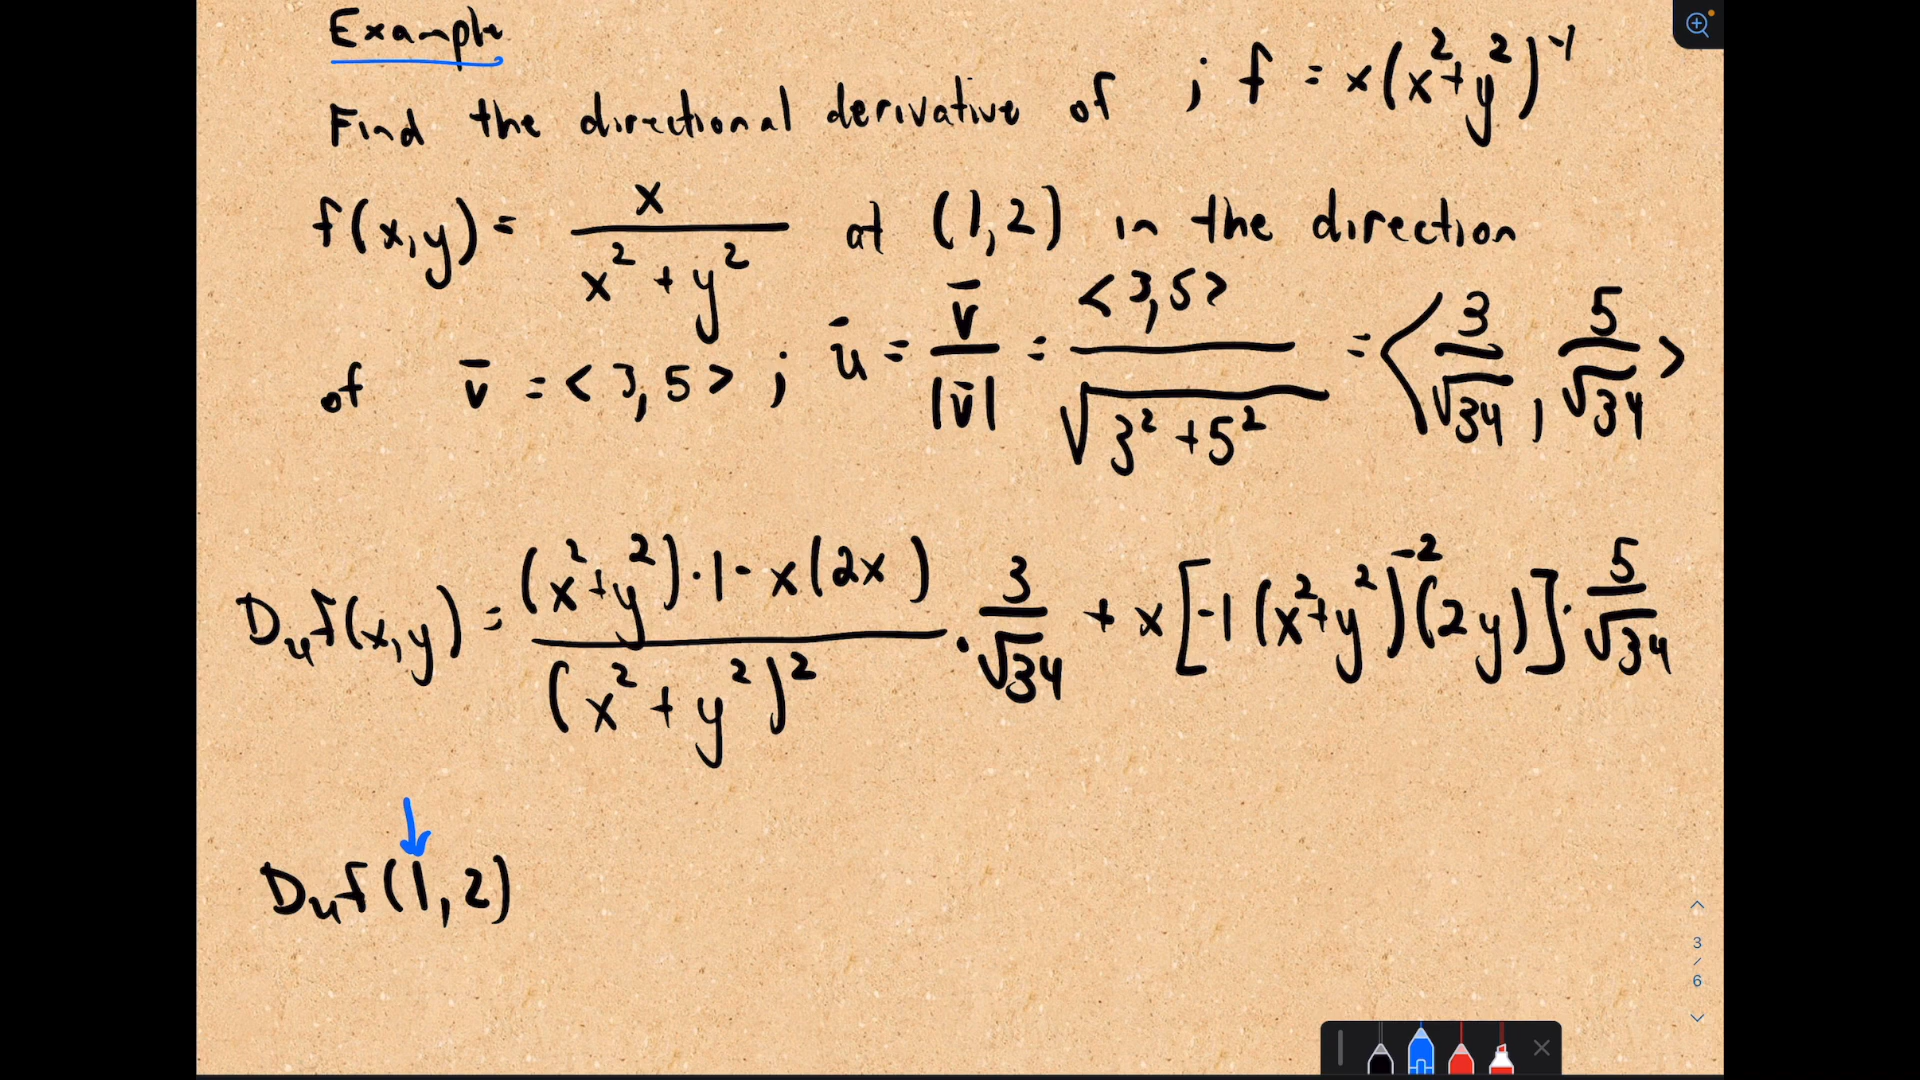 Example
Find the directional derivative of ; f = x(x²+y²)⁻¹
f(x,y) = x / (x² + y²) at (1,2) in the direction
of v̄ = <3,5> ; ū = v̄ / |v̄| = <3,5> / √(3² + 5²) = <3/√34, 5/√34>
Duf(x,y) = ((x²+y²)·1 - x(2x)) / (x² + y²)² · 3/√34 + x[-1(x²+y²)⁻²(2y)] · 5/√34
Duf(1,2)
3
/
6